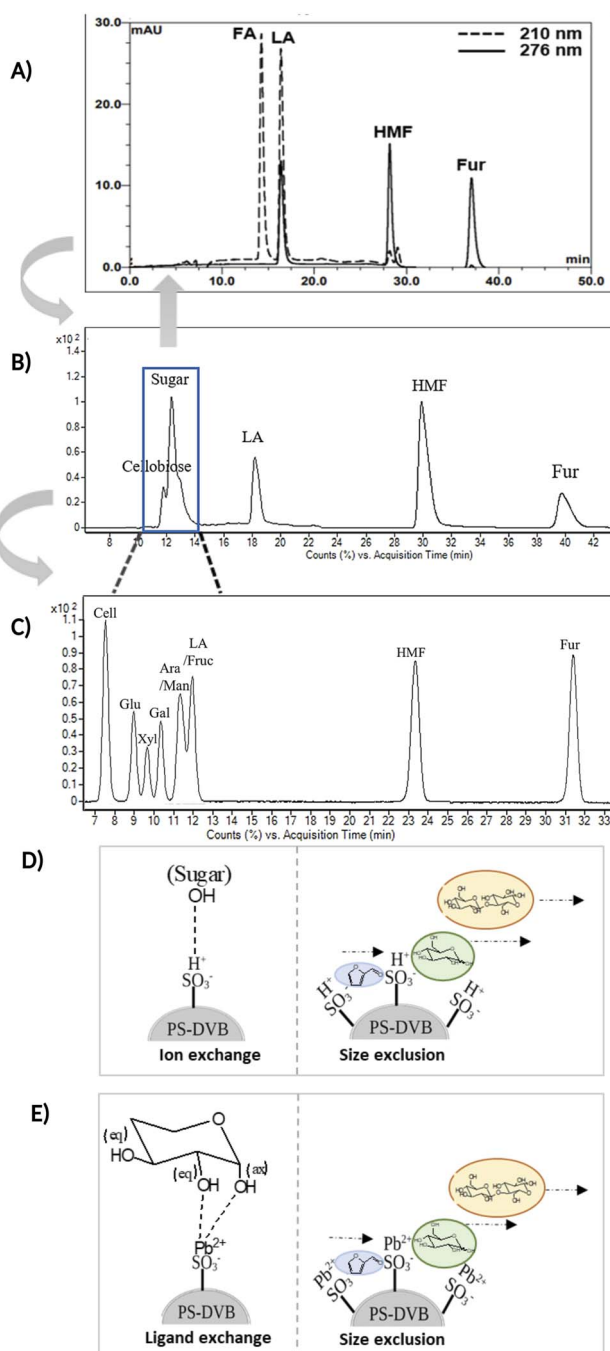 A)
30.0
mAU
FA
LA
210 nm
276 nm
20.0
HMF
Fur
10.0
0.0
min
0.0
10.0
20.0
30.0
40.0
50.0
B)
x10 2
1.4
1.2
1
0.8
0.6
0.4
0.2
0
Sugar
Cellobiose
LA
HMF
Fur
8 10 12 14 16 18 20 22 24 26 28 30 32 34 36 38 40 42
Counts (%) vs. Acquisition Time (min)
C)
x10 2
1.1
1
0.9
0.8
0.7
0.6
0.5
0.4
0.3
0.2
0.1
0
Cell
Glu
Xyl
Gal
Ara
/Man
LA
/Fruc
HMF
Fur
7 8 9 10 11 12 13 14 15 16 17 18 19 20 21 22 23 24 25 26 27 28 29 30 31 32 33
Counts (%) vs. Acquisition Time (min)
D)
(Sugar)
OH
H+
SO3-
PS-DVB
Ion exchange
H+
SO3-
H+
SO3-
H+
SO3-
PS-DVB
Size exclusion
E)
O
(eq)
HO
(eq)
OH
(ax)
OH
Pb2+
SO3-
PS-DVB
Ligand exchange
Pb2+
SO3
Pb2+
SO3-
Pb2+
SO3-
PS-DVB
Size exclusion